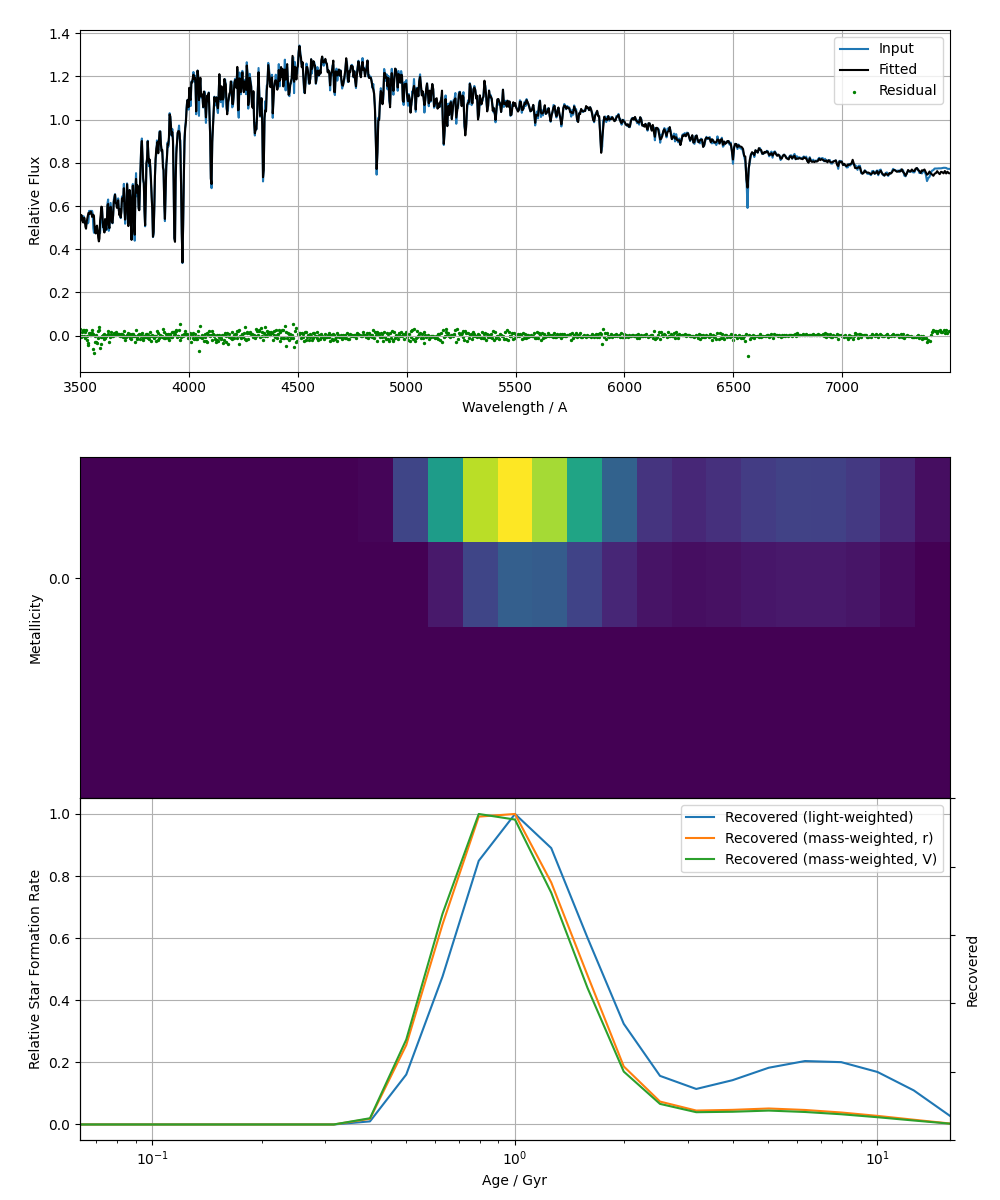 1.4
1.2
1.0
0.8
0.6
0.4
0.2
0.0
Relative Flux
Input
Fitted
Residual
3500 4000 4500 5000 5500 6000 6500 7000
Wavelength / A
0.0
Metallicity
1.0
0.8
0.6
0.4
0.2
0.0
Relative Star Formation Rate
Recovered (light-weighted)
Recovered (mass-weighted, r)
Recovered (mass-weighted, V)
Recovered
10⁻¹ 10⁰ 10¹
Age / Gyr